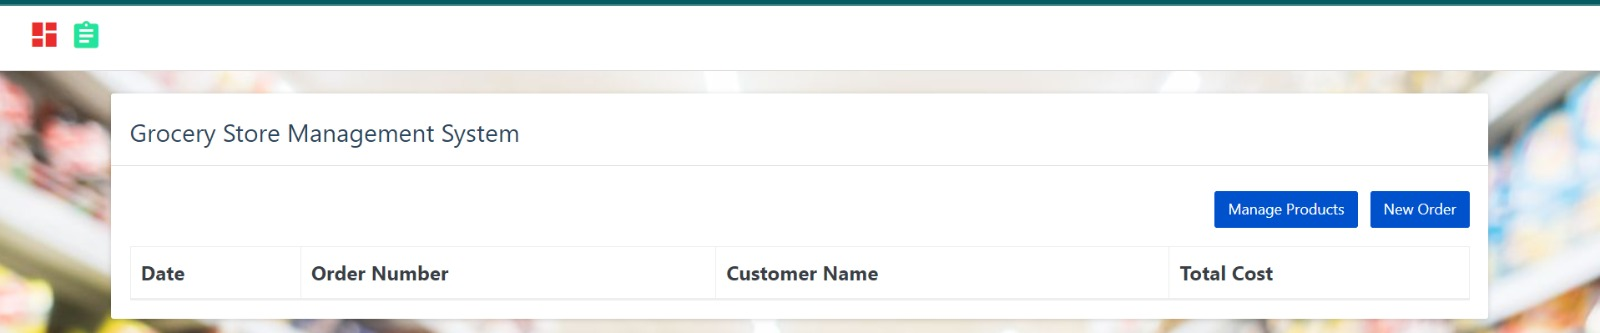 Grocery Store Management System
Manage Products New Order
Date Order Number Customer Name Total Cost